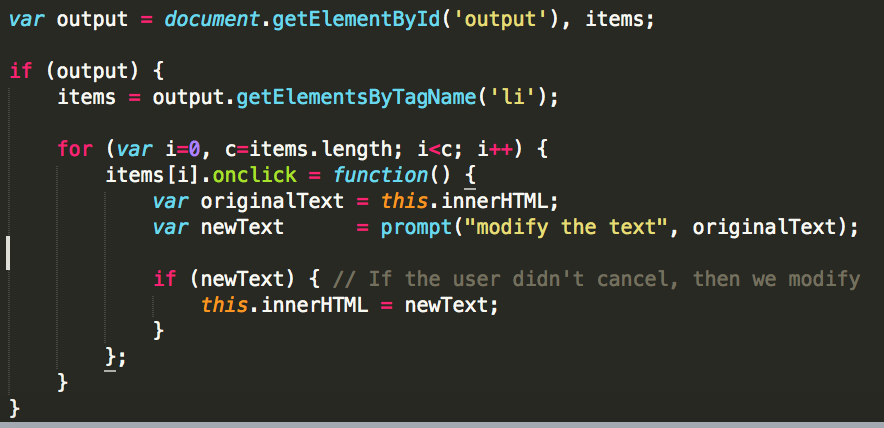 var output = document.getElementById('output'), items;
if (output) {
    items = output.getElementsByTagName('li');
    for (var i=0, c=items.length; i<c; i++) {
        items[i].onclick = function() {
            var originalText = this.innerHTML;
            var newText      = prompt("modify the text", originalText);
            if (newText) { // If the user didn't cancel, then we modify
                this.innerHTML = newText;
            }
        };
    }
}